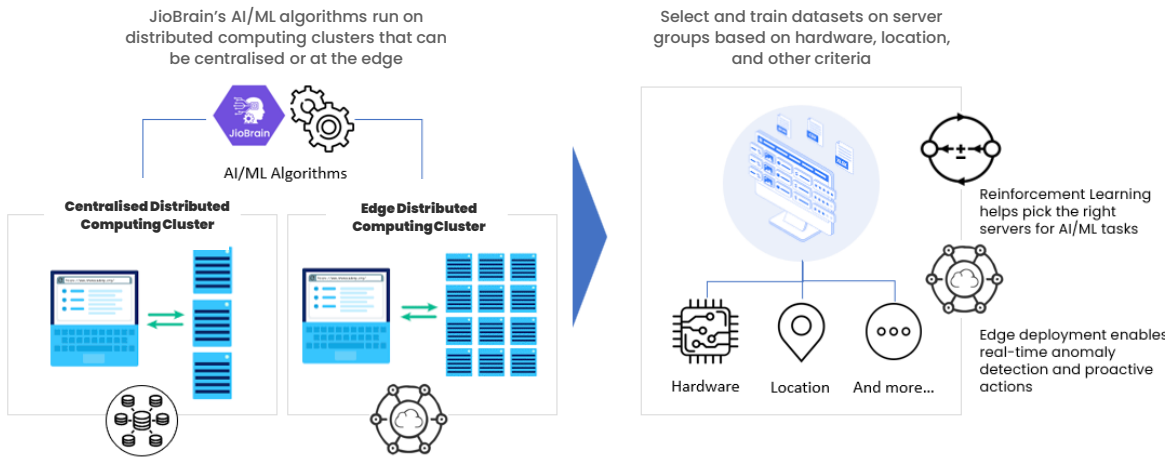 JioBrain’s AI/ML algorithms run on
distributed computing clusters that can
be centralised or at the edge
JioBrain
AI/ML Algorithms
Centralised Distributed
Computing Cluster
Edge Distributed
Computing Cluster
Select and train datasets on server
groups based on hardware, location,
and other criteria
Hardware
Location
And more...
Reinforcement Learning
helps pick the right
servers for AI/ML tasks
Edge deployment enables
real-time anomaly
detection and proactive
actions